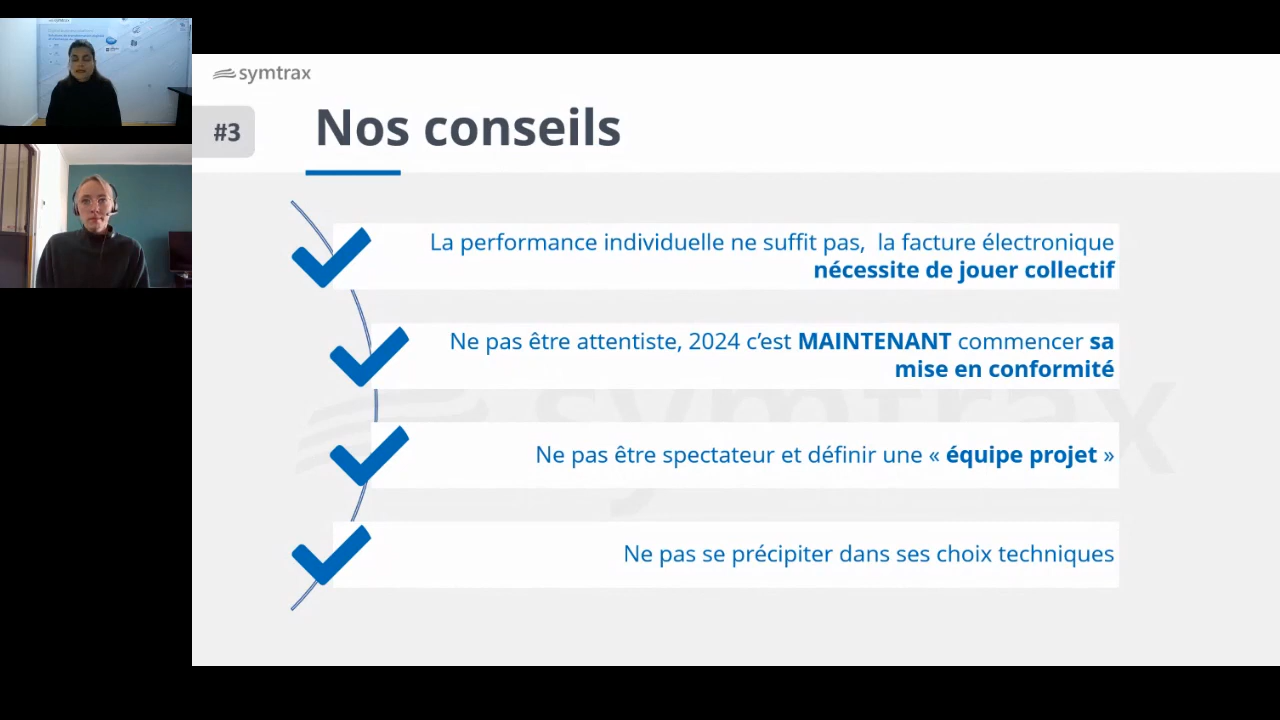 symtrax
#3
Nos conseils
La performance individuelle ne suffit pas,  la facture électronique
nécessite de jouer collectif
Ne pas être attentiste, 2024 c’est MAINTENANT commencer sa
mise en conformité
Ne pas être spectateur et définir une « équipe projet »
Ne pas se précipiter dans ses choix techniques
symtrax